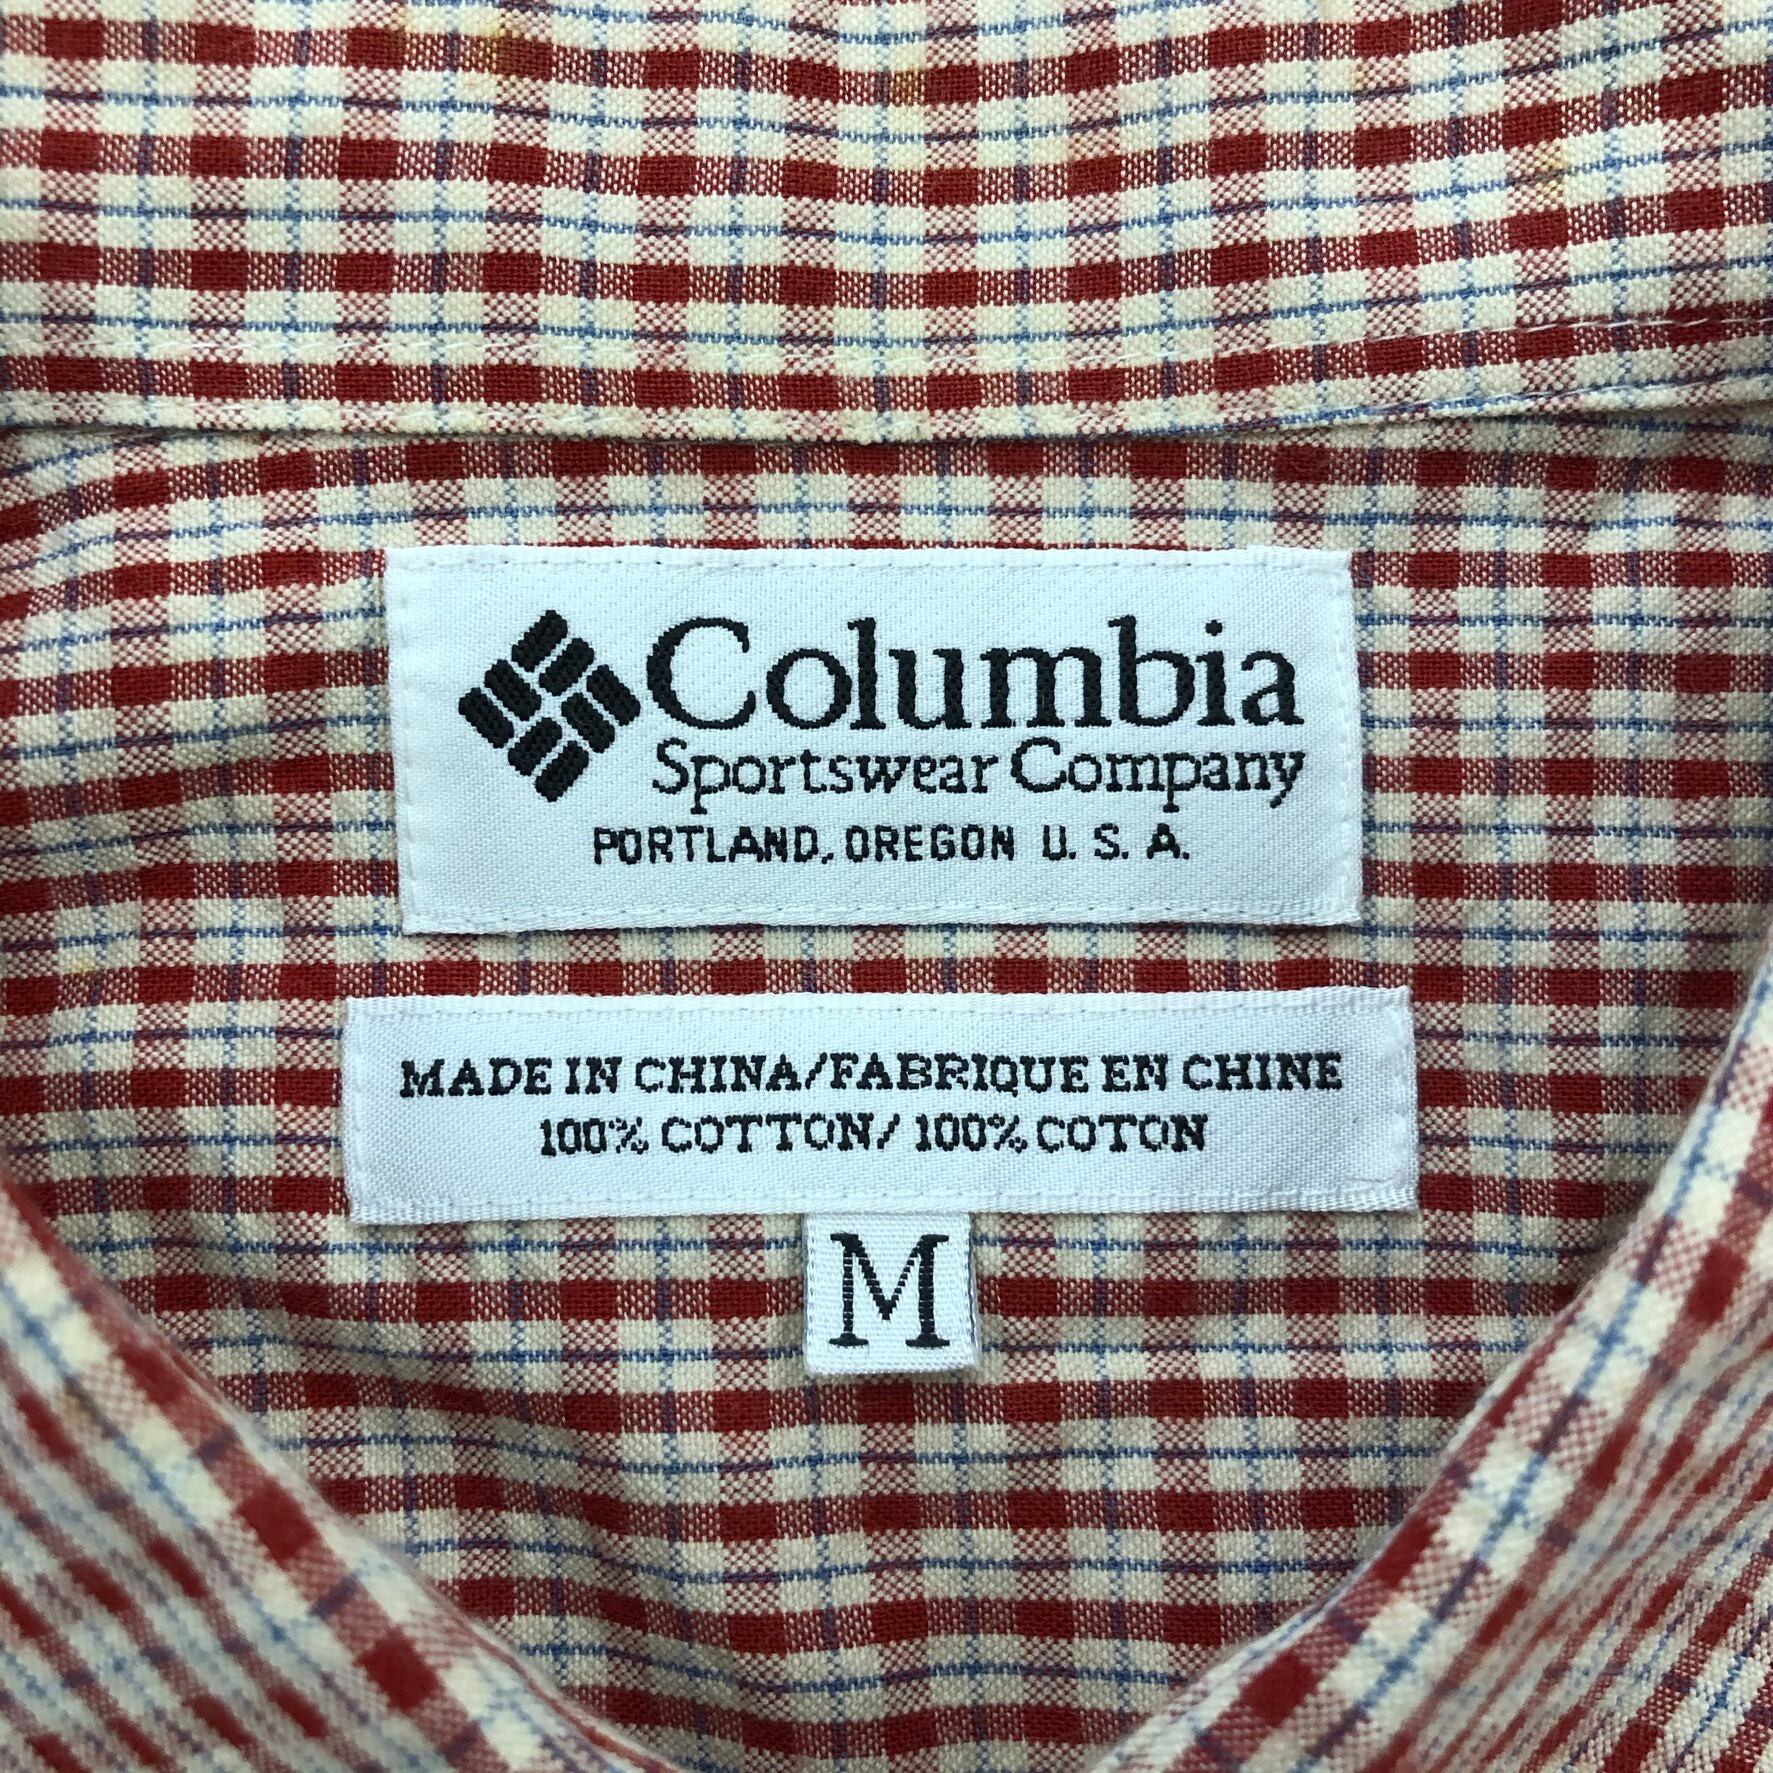 Columbia
Sportswear Company
PORTLAND, OREGON U. S. A.
MADE IN CHINA/FABRIQUE EN CHINE
100% COTTON/ 100% COTON
M